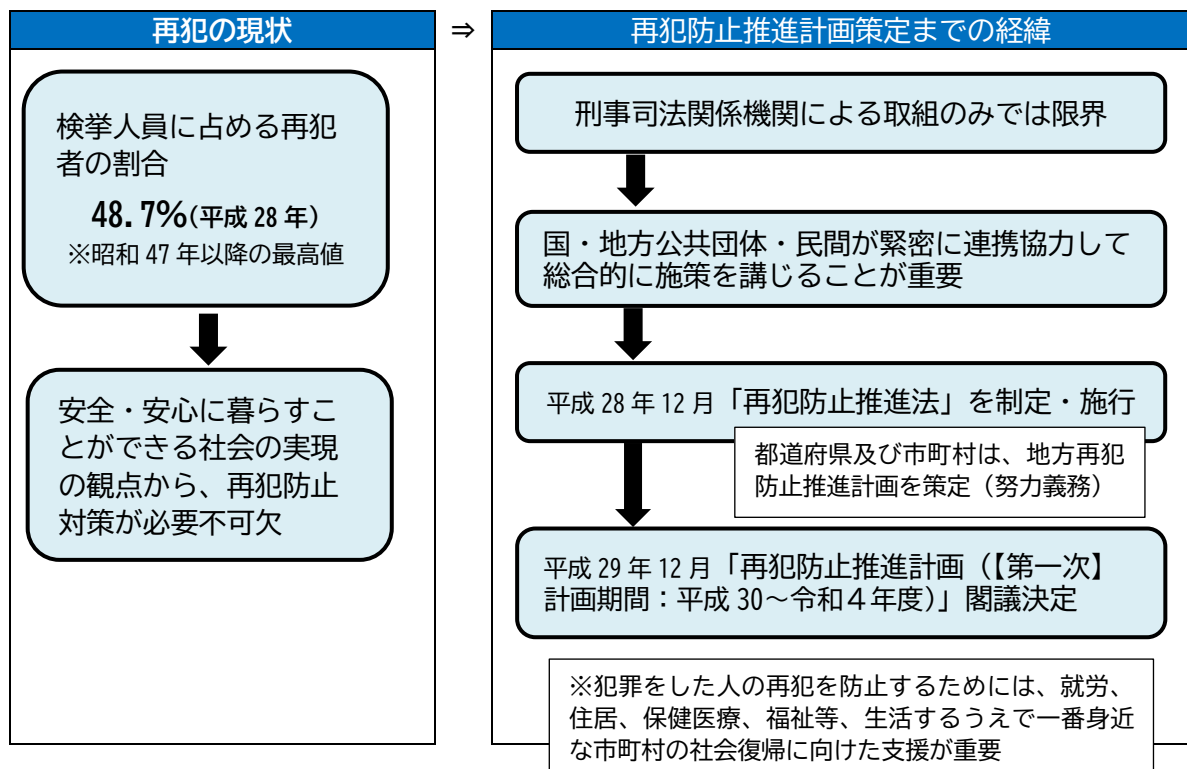 再犯の現状
検挙人員に占める再犯
者の割合
48.7%(平成 28 年)
※昭和 47 年以降の最高値
安全・安心に暮らすこ
とができる社会の実現
の観点から、再犯防止
対策が必要不可欠
⇒
再犯防止推進計画策定までの経緯
刑事司法関係機関による取組のみでは限界
国・地方公共団体・民間が緊密に連携協力して
総合的に施策を講じることが重要
平成 28 年 12 月「再犯防止推進法」を制定・施行
都道府県及び市町村は、地方再犯
防止推進計画を策定（努力義務）
平成 29 年 12 月「再犯防止推進計画（【第一次】
計画期間：平成 30～令和４年度）」閣議決定
※犯罪をした人の再犯を防止するためには、就労、
住居、保健医療、福祉等、生活するうえで一番身近
な市町村の社会復帰に向けた支援が重要